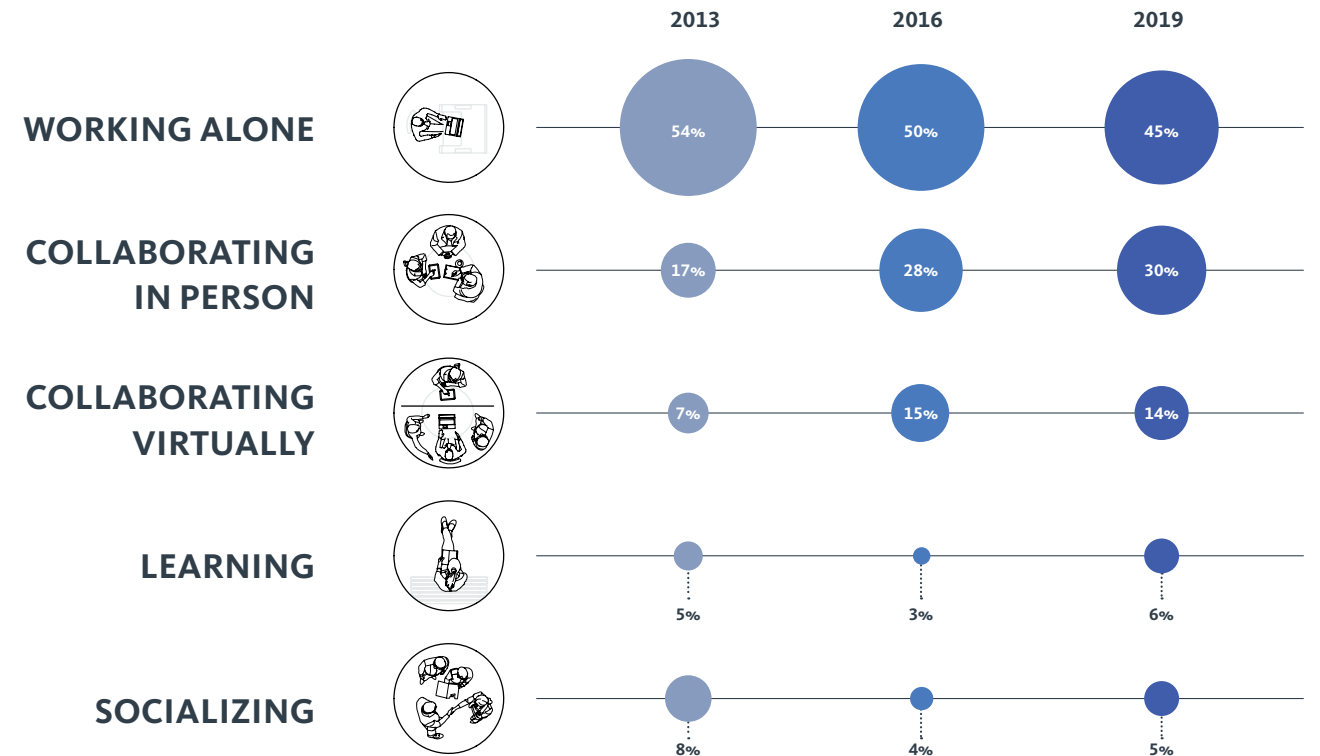 2013 2016 2019
WORKING ALONE 54% 50% 45%
COLLABORATING
IN PERSON
17% 28% 30%
COLLABORATING
VIRTUALLY
7% 15% 14%
LEARNING
5% 3% 6%
SOCIALIZING
8% 4% 5%